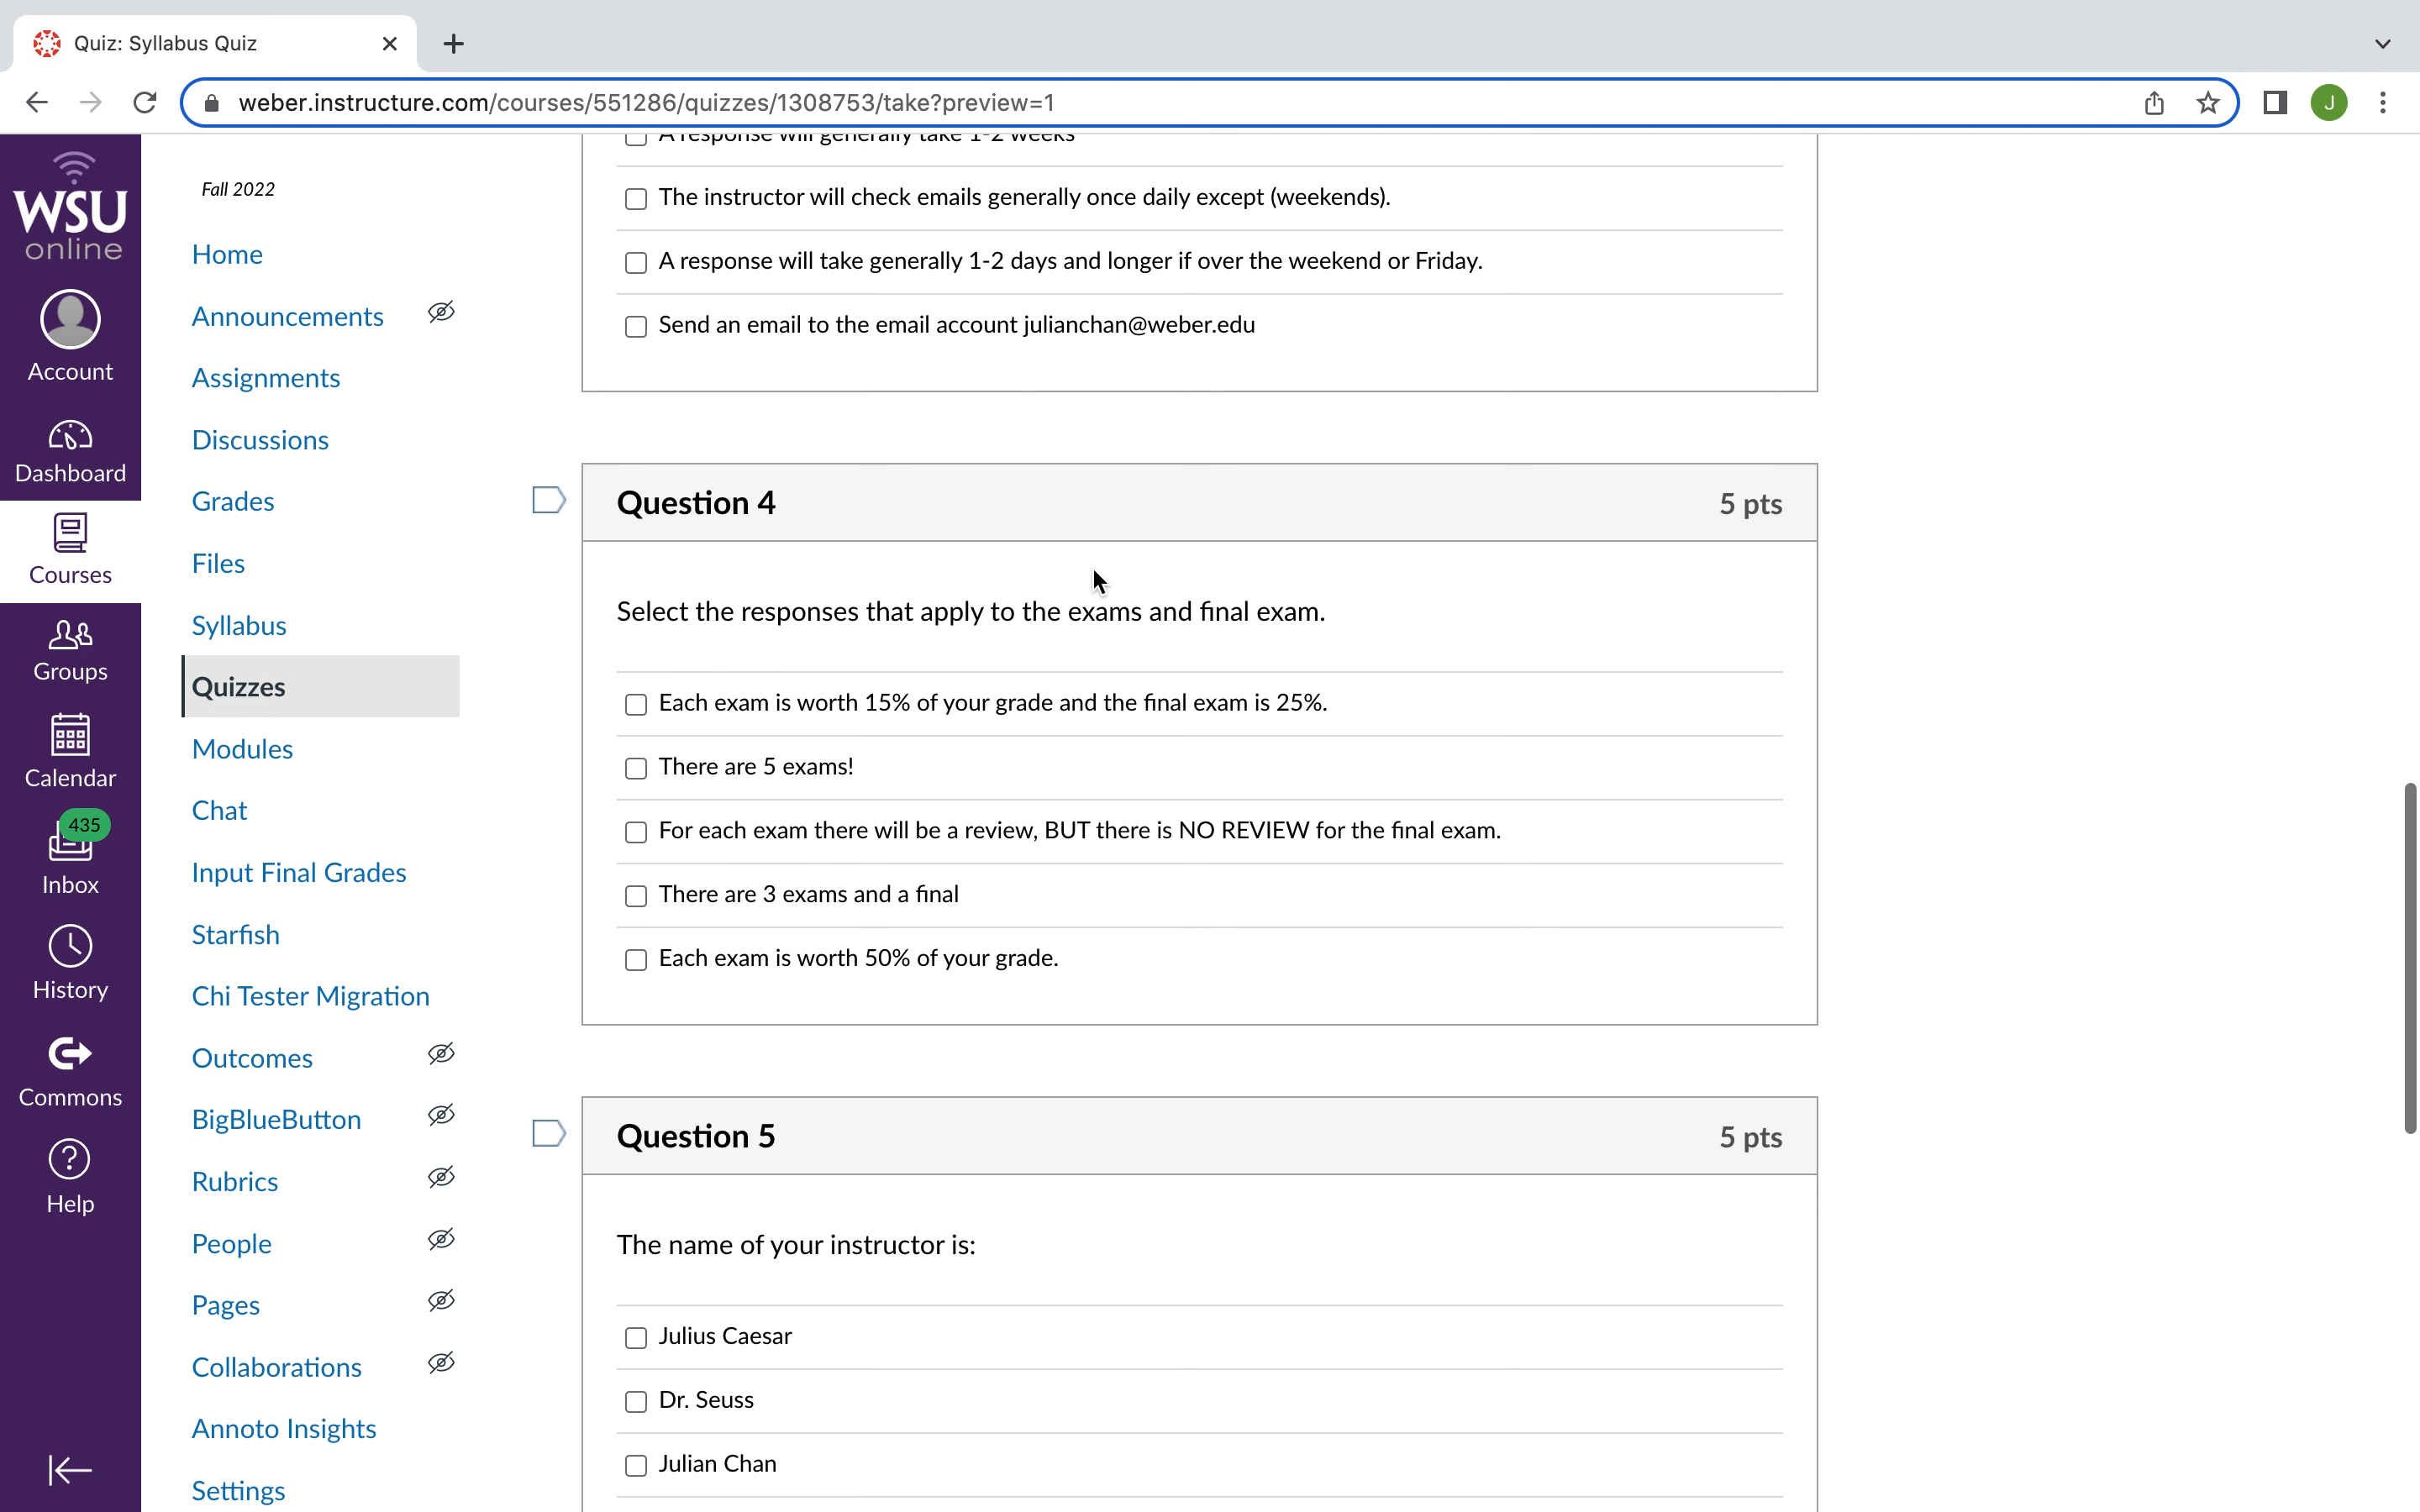 Quiz: Syllabus Quiz
weber.instructure.com/courses/551286/quizzes/1308753/take?preview=1
J
WSU
online
Account
Dashboard
Courses
Groups
Calendar
435
Inbox
History
Commons
Help
Fall 2022
Home
Announcements
Assignments
Discussions
Grades
Files
Syllabus
Quizzes
Modules
Chat
Input Final Grades
Starfish
Chi Tester Migration
Outcomes
BigBlueButton
Rubrics
People
Pages
Collaborations
Annoto Insights
Settings
A response will generally take 1-2 weeks
The instructor will check emails generally once daily except (weekends).
A response will take generally 1-2 days and longer if over the weekend or Friday.
Send an email to the email account julianchan@weber.edu
Question 4
5 pts
Select the responses that apply to the exams and final exam.
Each exam is worth 15% of your grade and the final exam is 25%.
There are 5 exams!
For each exam there will be a review, BUT there is NO REVIEW for the final exam.
There are 3 exams and a final
Each exam is worth 50% of your grade.
Question 5
5 pts
The name of your instructor is:
Julius Caesar
Dr. Seuss
Julian Chan